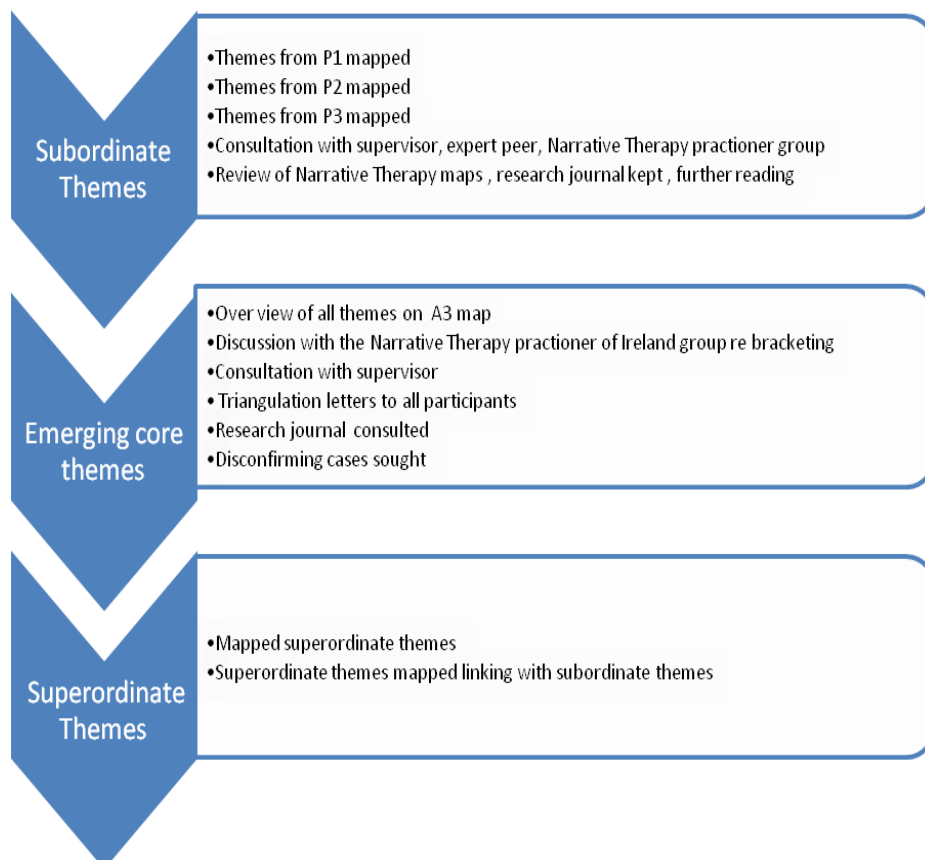 Subordinate
Themes
•Themes from P1 mapped
•Themes from P2 mapped
•Themes from P3 mapped
•Consultation with supervisor, expert peer, Narrative Therapy practioner group
•Review of Narrative Therapy maps , research journal kept , further reading
Emerging core
themes
•Over view of all themes on A3 map
•Discussion with the Narrative Therapy practioner of Ireland group re bracketing
•Consultation with supervisor
•Triangulation letters to all participants
•Research journal consulted
•Disconfirming cases sought
Superordinate
Themes
•Mapped superordinate themes
•Superordinate themes mapped linking with subordinate themes